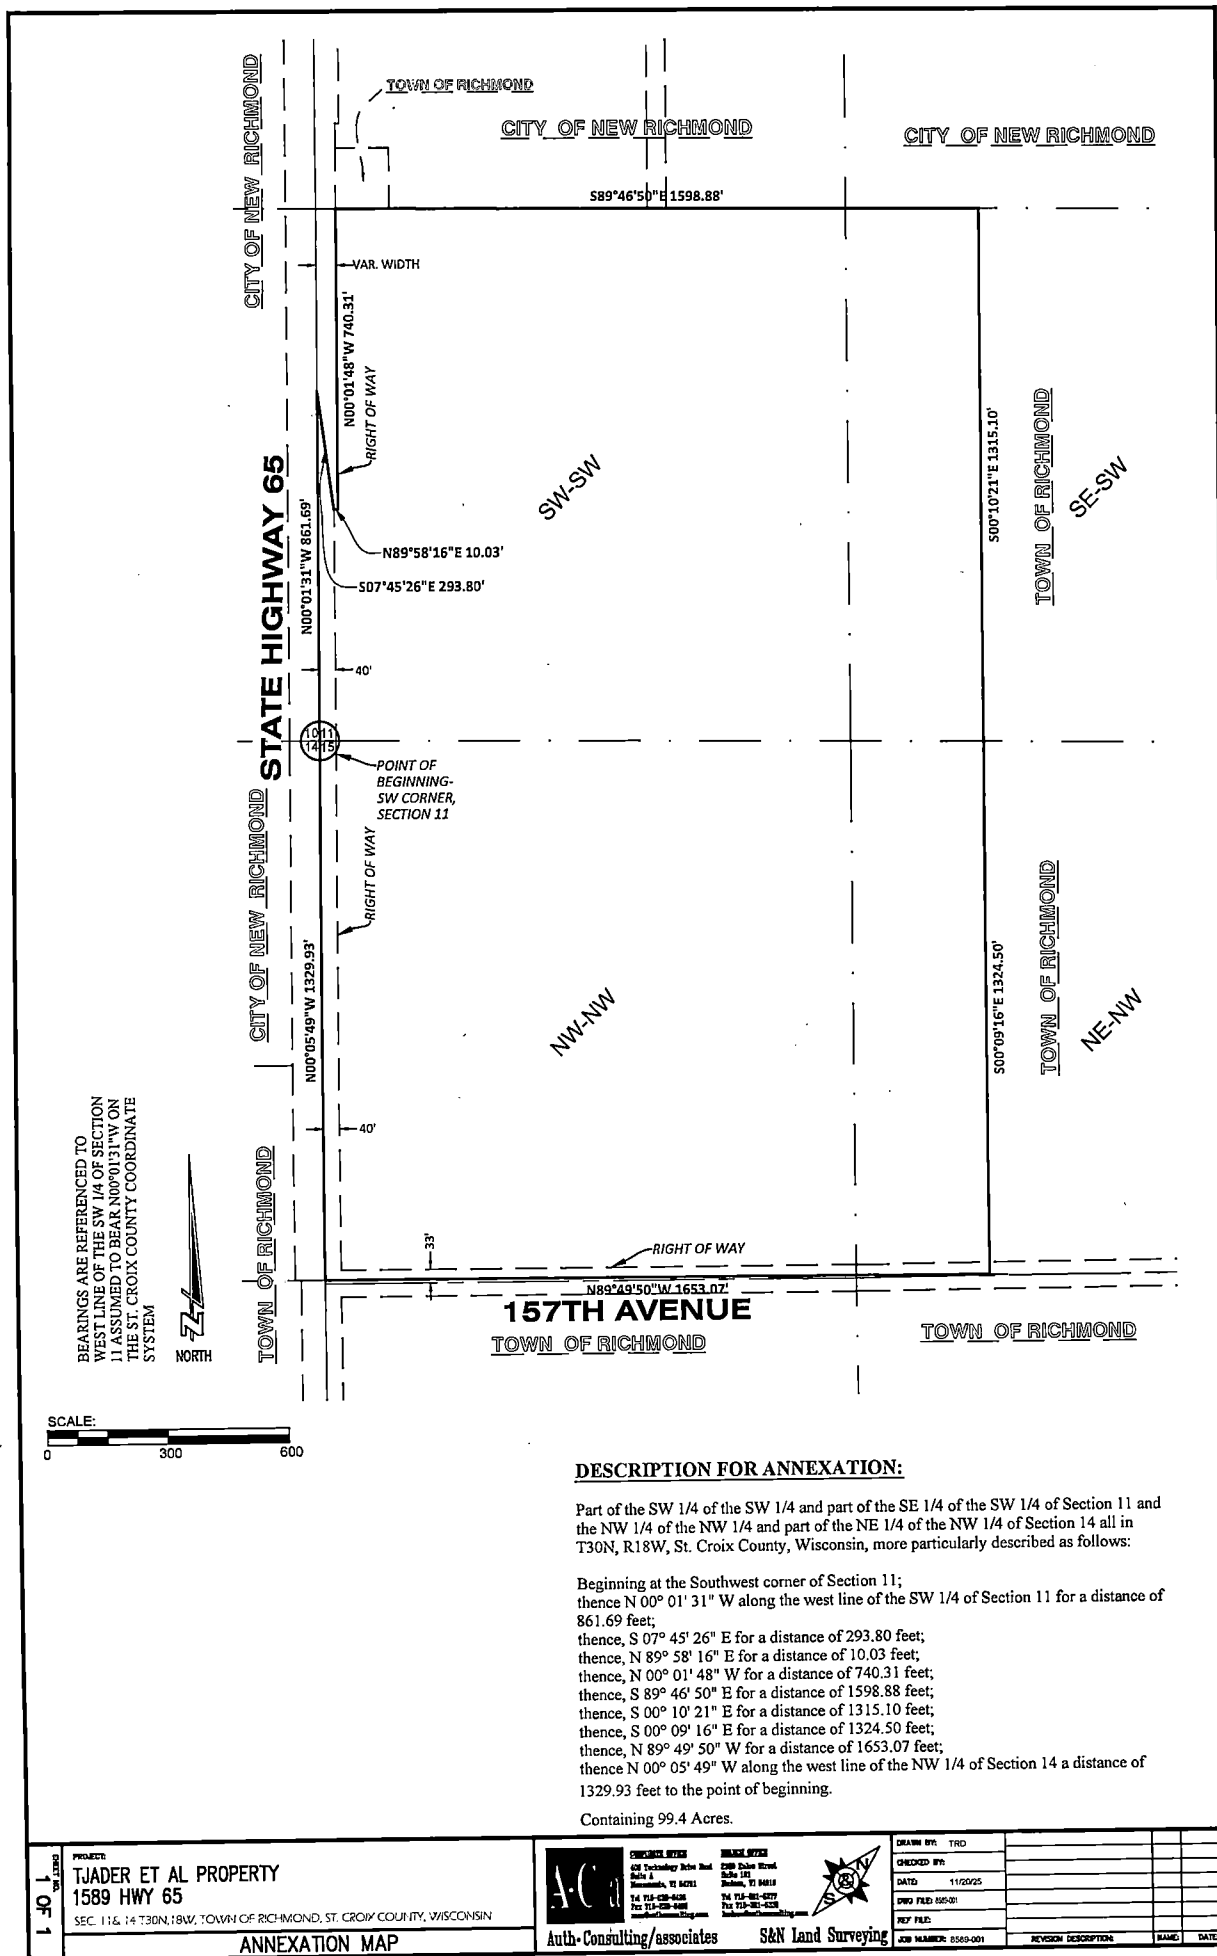 TOWN OF RICHMOND
CITY OF NEW RICHMOND
CITY OF NEW RICHMOND
CITY OF NEW RICHMOND
S89°46'50"E 1598.88'
VAR. WIDTH
N00°01'48"W 740.31'
RIGHT OF WAY
STATE HIGHWAY 65
N00°01'31"W 861.69'
SW-SW
S00°10'21"E 1315.10'
TOWN OF RICHMOND
SE-SW
N89°58'16"E 10.03'
S07°45'26"E 293.80'
40'
10 11
14 15
POINT OF
BEGINNING-
SW CORNER,
SECTION 11
RIGHT OF WAY
CITY OF NEW RICHMOND
N00°05'49"W 1329.93'
NW-NW
S00°09'16"E 1324.50'
TOWN OF RICHMOND
NE-NW
40'
BEARINGS ARE REFERENCED TO
WEST LINE OF THE SW 1/4 OF SECTION
11 ASSUMED TO BEAR N00°01'31"W ON
THE ST. CROIX COUNTY COORDINATE
SYSTEM
NORTH
TOWN OF RICHMOND
33'
RIGHT OF WAY
N89°49'50"W 1653.07'
157TH AVENUE
TOWN OF RICHMOND
TOWN OF RICHMOND
SCALE:
0 300 600
DESCRIPTION FOR ANNEXATION:
Part of the SW 1/4 of the SW 1/4 and part of the SE 1/4 of the SW 1/4 of Section 11 and
the NW 1/4 of the NW 1/4 and part of the NE 1/4 of the NW 1/4 of Section 14 all in
T30N, R18W, St. Croix County, Wisconsin, more particularly described as follows:
Beginning at the Southwest corner of Section 11;
thence N 00° 01' 31" W along the west line of the SW 1/4 of Section 11 for a distance of
861.69 feet;
thence, S 07° 45' 26" E for a distance of 293.80 feet;
thence, N 89° 58' 16" E for a distance of 10.03 feet;
thence, N 00° 01' 48" W for a distance of 740.31 feet;
thence, S 89° 46' 50" E for a distance of 1598.88 feet;
thence, S 00° 10' 21" E for a distance of 1315.10 feet;
thence, S 00° 09' 16" E for a distance of 1324.50 feet;
thence, N 89° 49' 50" W for a distance of 1653.07 feet;
thence N 00° 05' 49" W along the west line of the NW 1/4 of Section 14 a distance of
1329.93 feet to the point of beginning.
Containing 99.4 Acres.
SHEET NO.
1 OF 1
PROJECT:
TJADER ET AL PROPERTY
1589 HWY 65
SEC. 11& 14 T30N,18W, TOWN OF RICHMOND, ST. CROIX COUNTY, WISCONSIN
ANNEXATION MAP
A·C
Auth·Consulting/associates
S&N
S&N Land Surveying
DRAWN BY: TRD
CHECKED BY:
DATE: 11/20/25
DWG FILE: 8589-001
REF FILE:
JOB NUMBER: 8589-001
REVISION DESCRIPTION:
NAME:
DATE